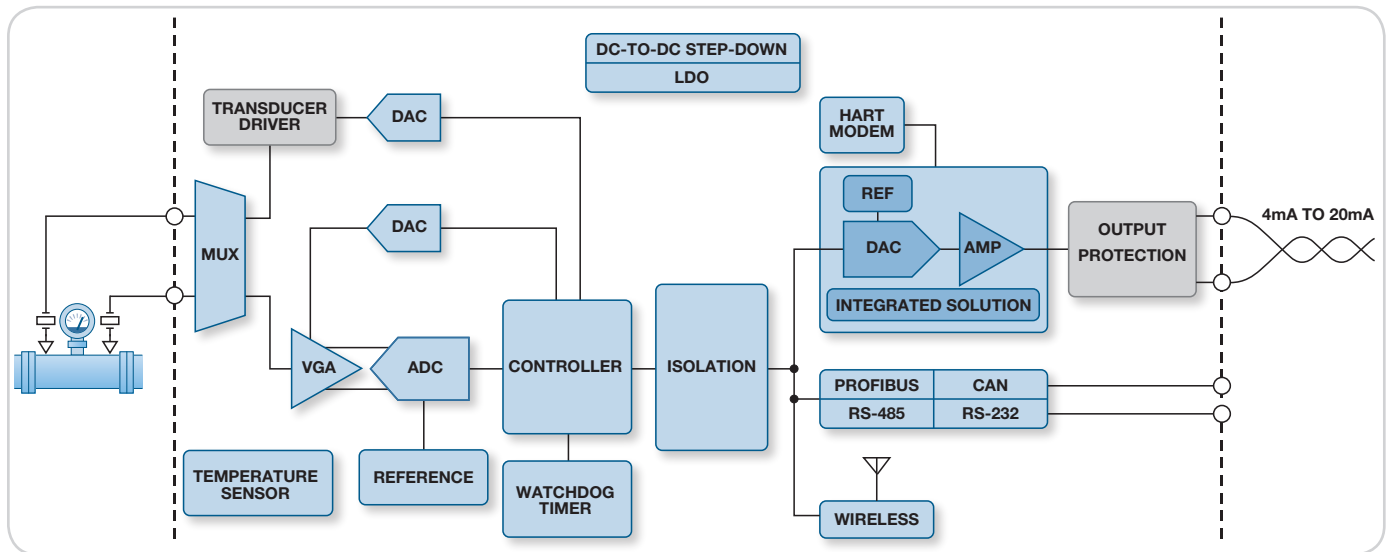 DC-TO-DC STEP-DOWN
LDO
TRANSDUCER
DRIVER
DAC
HART
MODEM
REF
DAC
MUX
DAC
AMP
INTEGRATED SOLUTION
OUTPUT
PROTECTION
4mA TO 20mA
VGA
ADC
CONTROLLER
ISOLATION
PROFIBUS
CAN
RS-485
RS-232
TEMPERATURE
SENSOR
REFERENCE
WATCHDOG
TIMER
WIRELESS